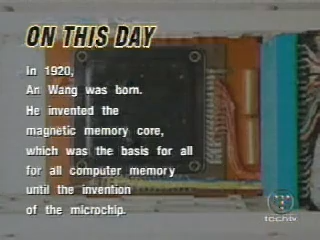 ON THIS DAY
In 1920,
An Wang was born.
He invented the
magnetic memory core,
which was the basis for all
for all computer memory
until the invention
of the microchip.
techtv